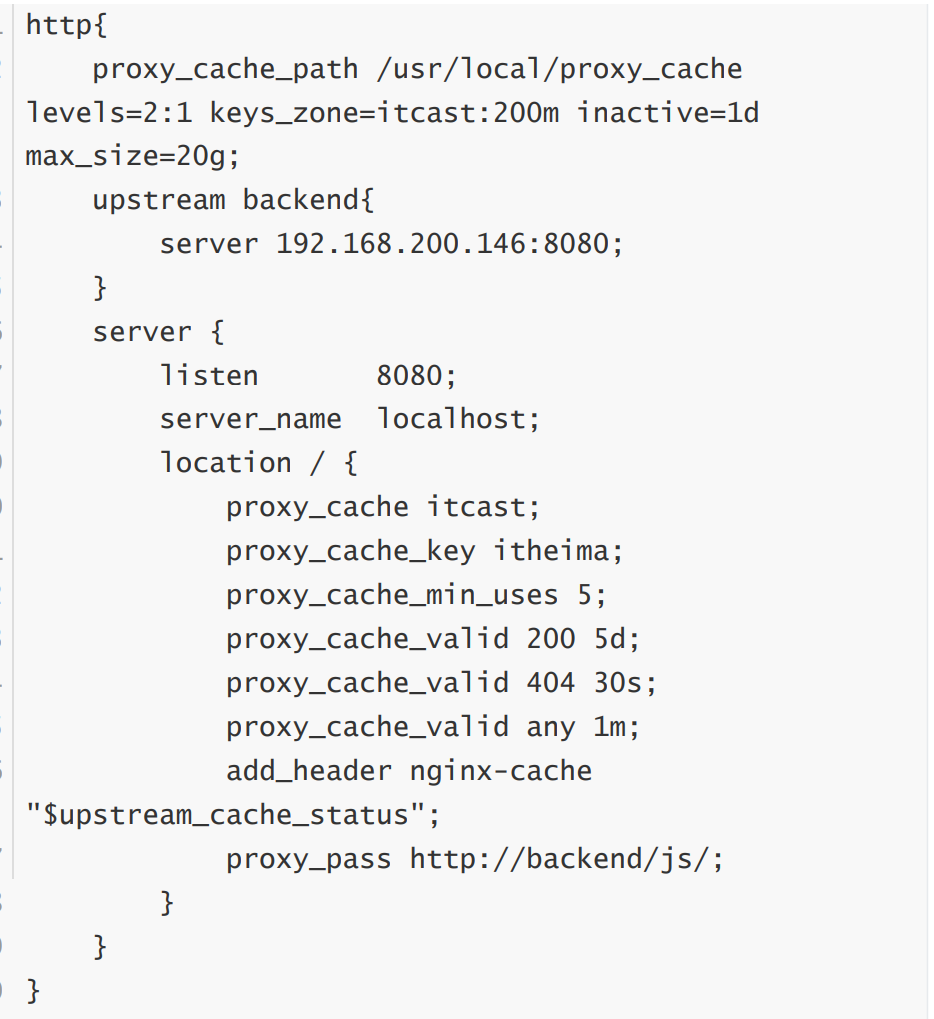 http{
    proxy_cache_path /usr/local/proxy_cache
levels=2:1 keys_zone=itcast:200m inactive=1d
max_size=20g;
    upstream backend{
        server 192.168.200.146:8080;
    }
    server {
        listen       8080;
        server_name  localhost;
        location / {
            proxy_cache itcast;
            proxy_cache_key itheima;
            proxy_cache_min_uses 5;
            proxy_cache_valid 200 5d;
            proxy_cache_valid 404 30s;
            proxy_cache_valid any 1m;
            add_header nginx-cache
"$upstream_cache_status";
            proxy_pass http://backend/js/;
        }
    }
}